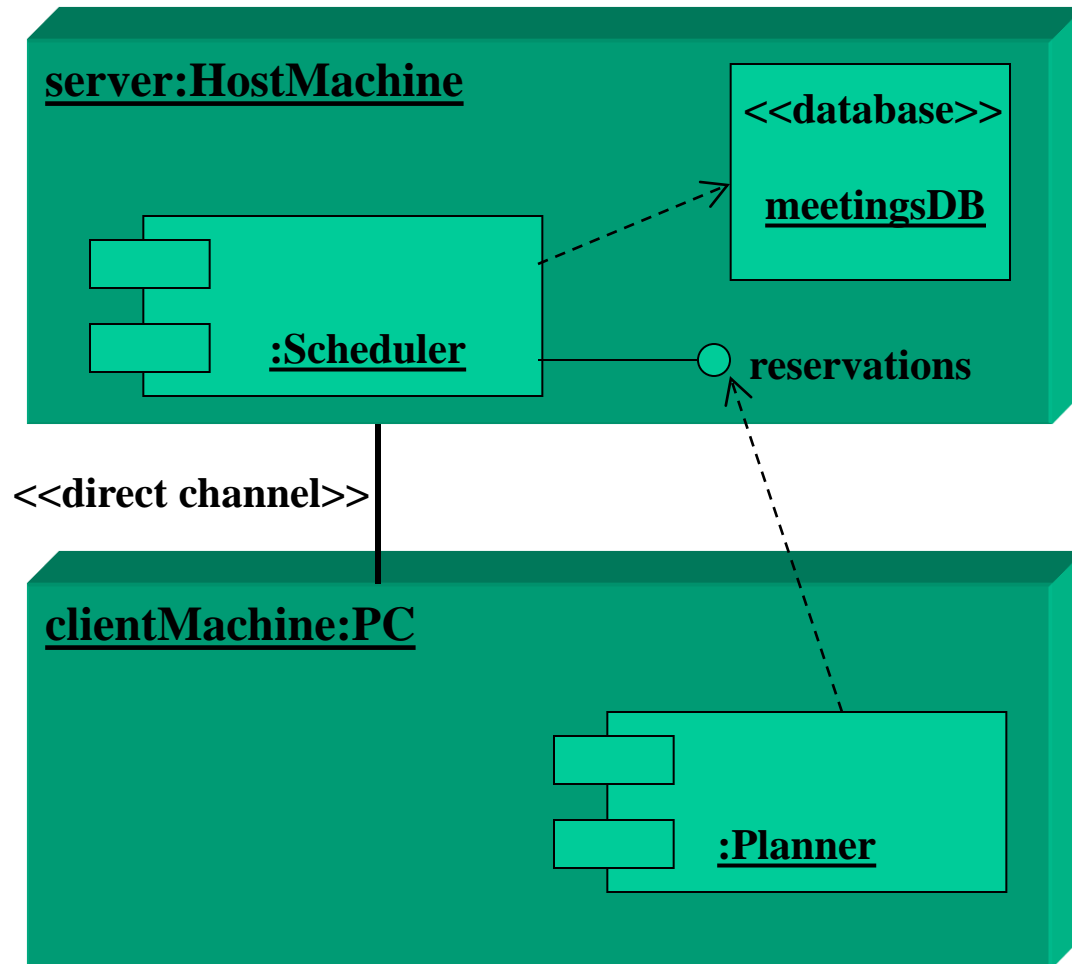 server:HostMachine
<<database>>
meetingsDB
:Scheduler
reservations
<<direct channel>>
clientMachine:PC
:Planner